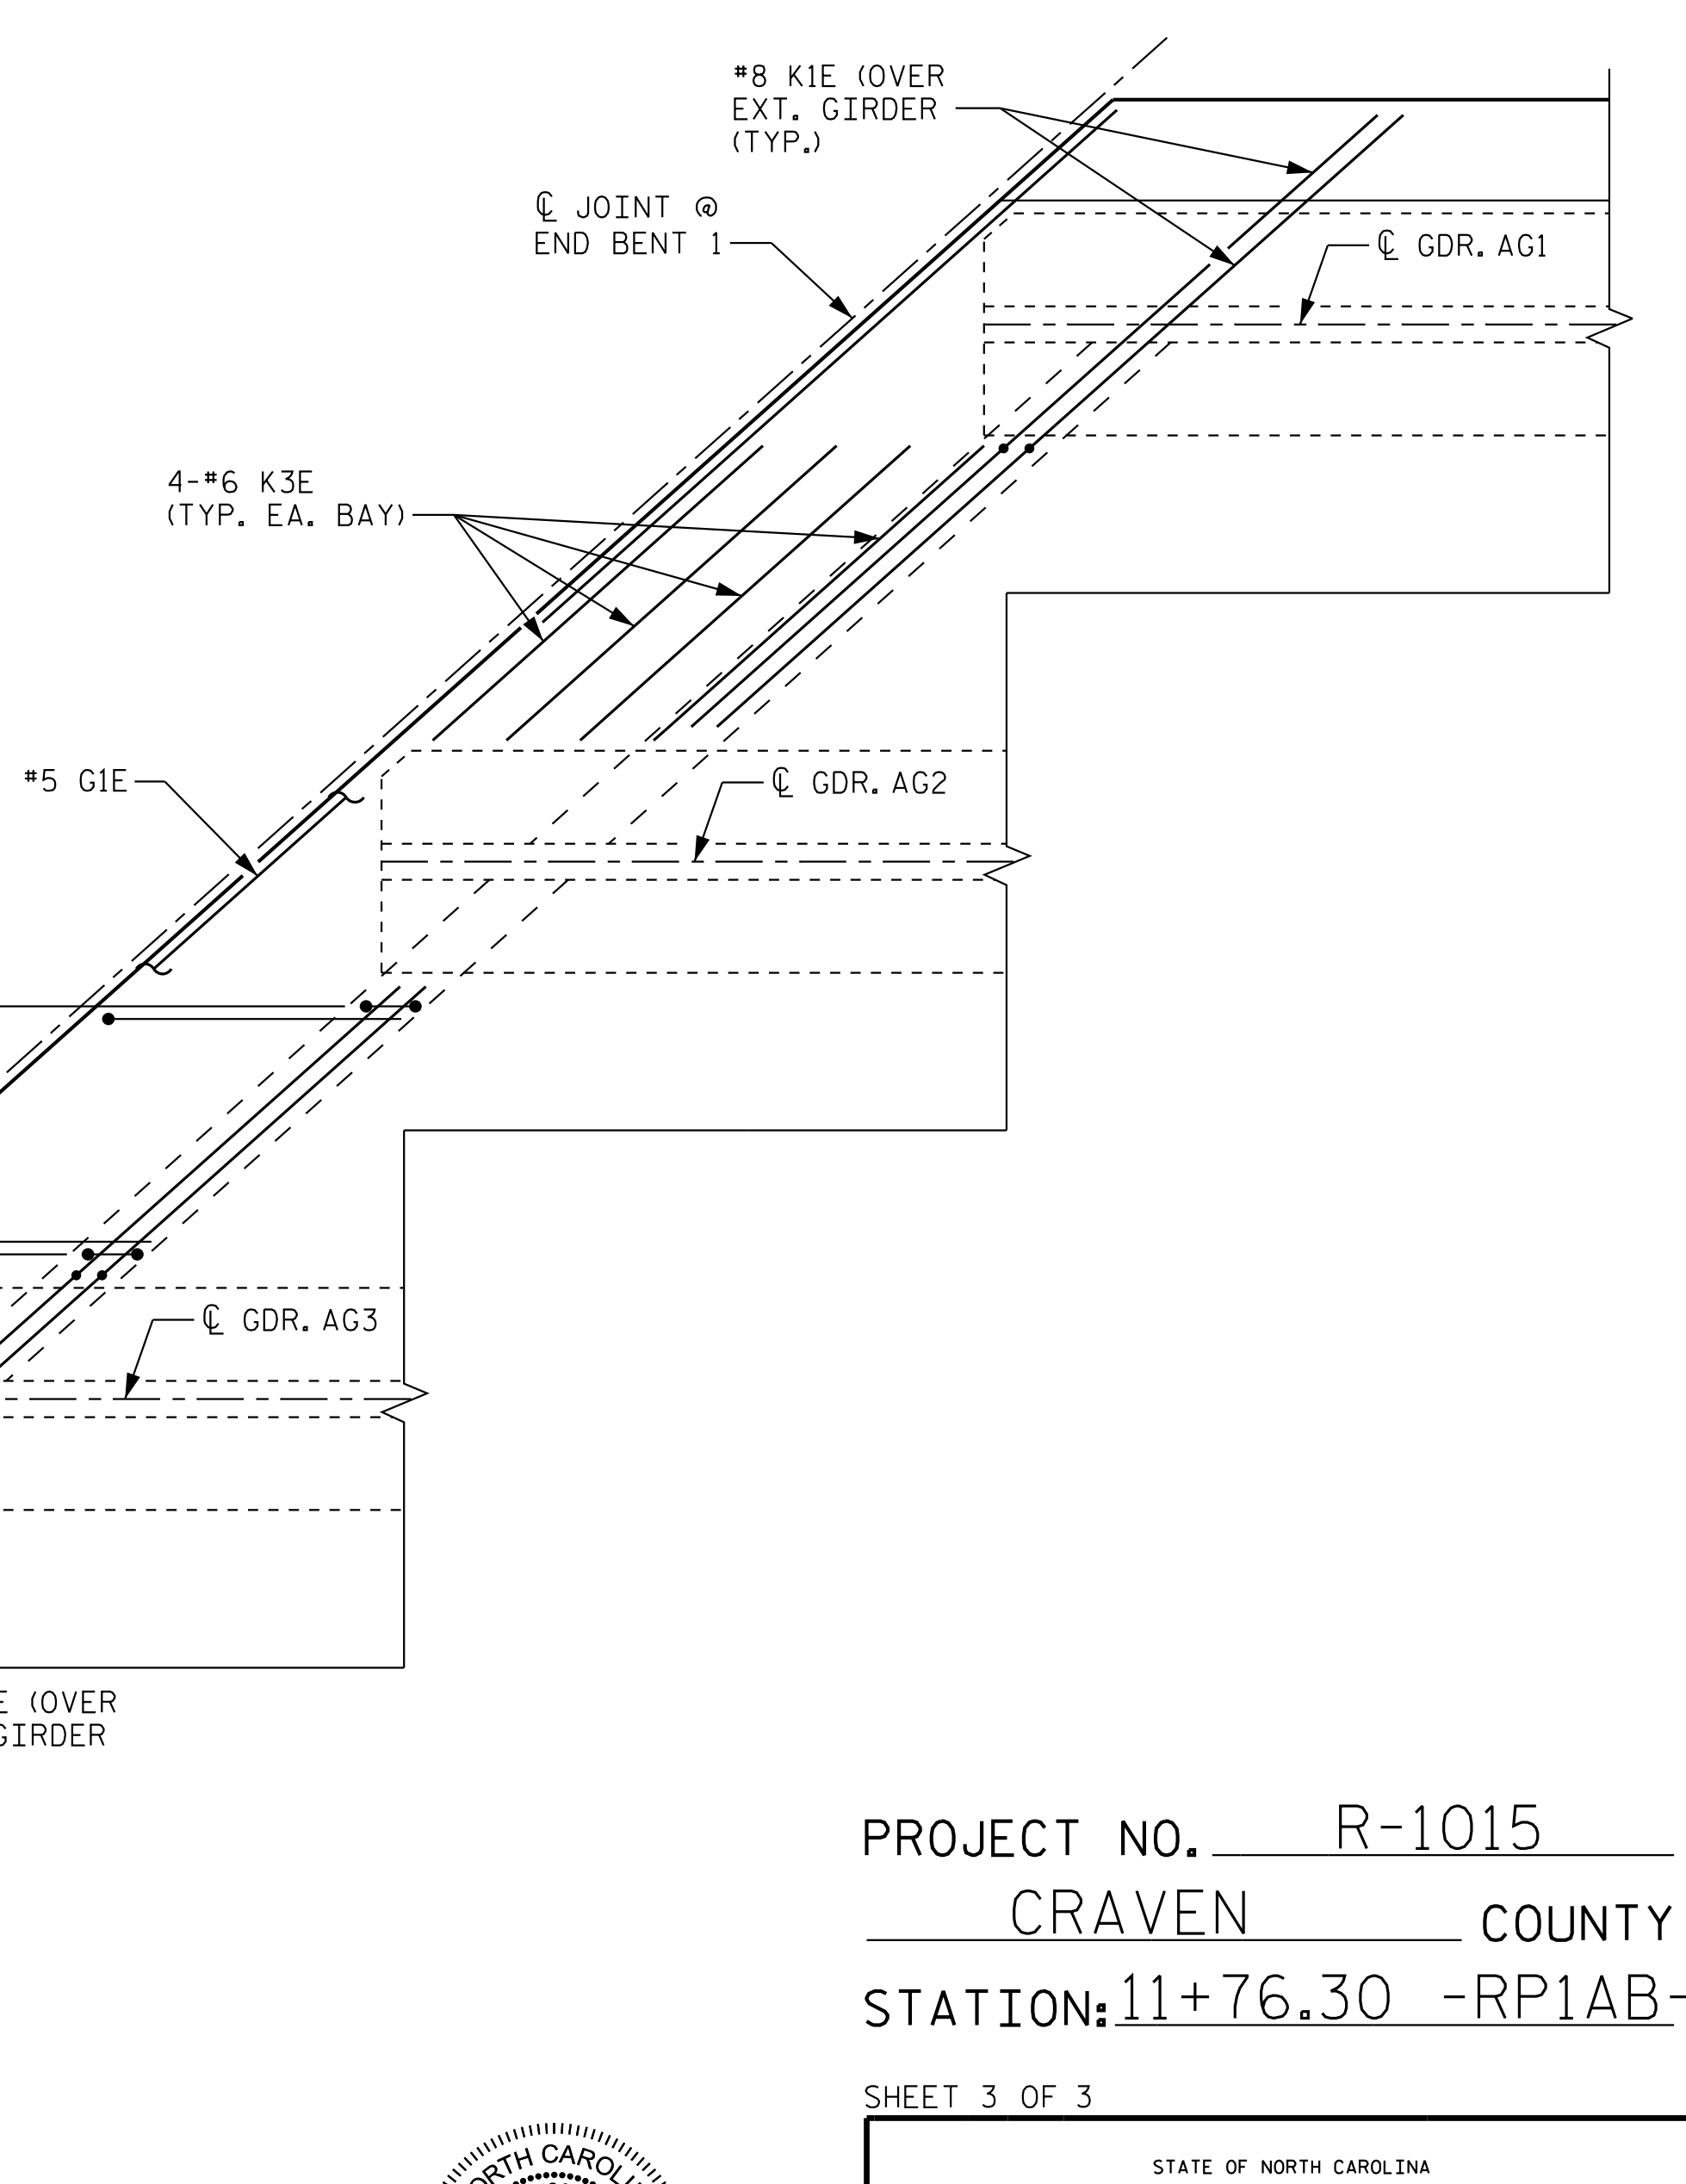 #8 K1E (OVER
EXT. GIRDER
(TYP.)
℄ JOINT @
END BENT 1
℄ GDR. AG1
4-#6 K3E
(TYP. EA. BAY)
#5 G1E
℄ GDR. AG2
℄ GDR. AG3
E (OVER
GIRDER
PROJECT NO. R-1015
CRAVEN COUNTY
STATION: 11+76.30 -RP1AB-
SHEET 3 OF 3
NORTH CAROLI
STATE OF NORTH CAROLINA